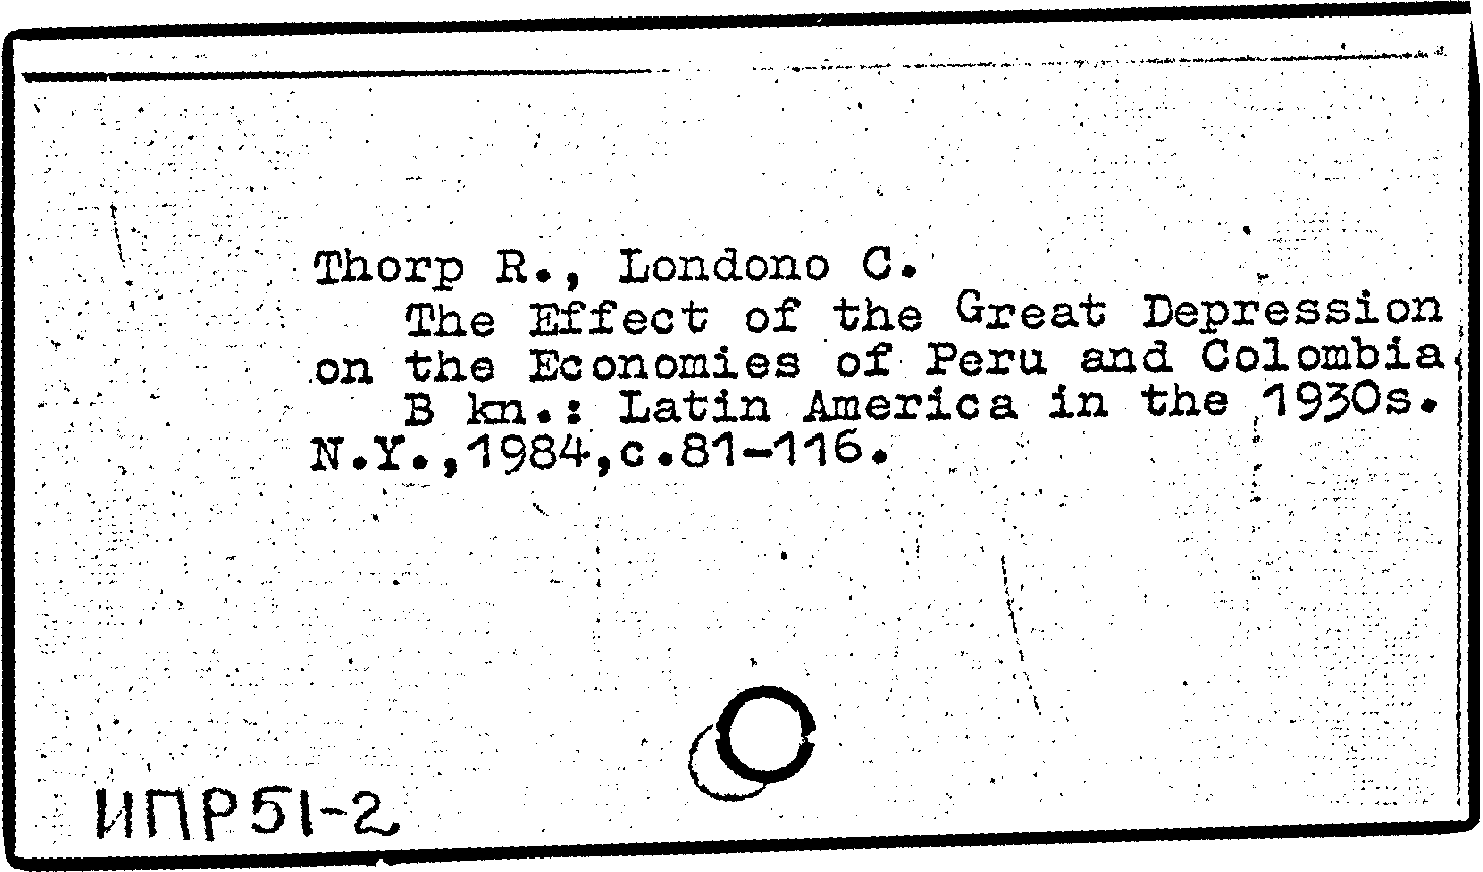 Thorp R., Londono C.
The Effect of the Great Depression
on the Economies of Peru and Colombia.
B kn.: Latin America in the 1930s.
N.Y.,1984,c.81-116.
ИПР51-2